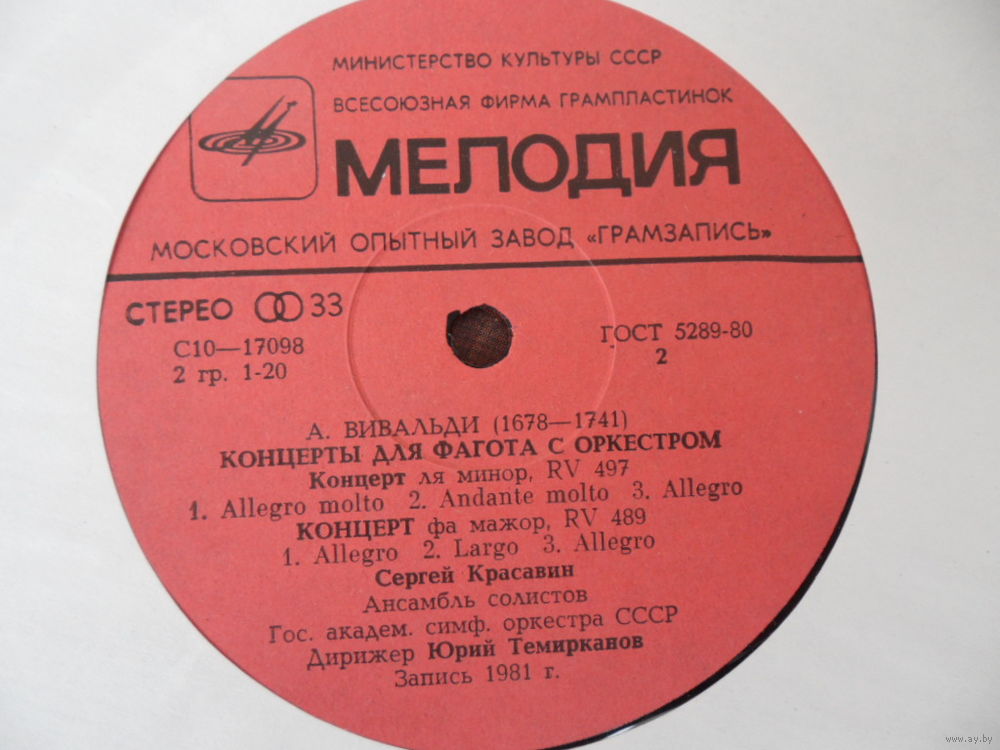 МИНИСТЕРСТВО КУЛЬТУРЫ СССР
ВСЕСОЮЗНАЯ ФИРМА ГРАМПЛАСТИНОК
МЕЛОДИЯ
МОСКОВСКИЙ ОПЫТНЫЙ ЗАВОД «ГРАМЗАПИСЬ»
СТЕРЕО 33
ГОСТ 5289-80
С10—17098
2
2 гр. 1-20
А. ВИВАЛЬДИ (1678—1741)
КОНЦЕРТЫ ДЛЯ ФАГОТА С ОРКЕСТРОМ
Концерт ля минор, RV 497
1. Allegro molto 2. Andante molto 3. Allegro
КОНЦЕРТ фа мажор, RV 489
1. Allegro 2. Largo 3. Allegro
Сергей Красавин
Ансамбль солистов
Гос. академ. симф. оркестра СССР
Дирижер Юрий Темирканов
Запись 1981 г.
www.ay.by